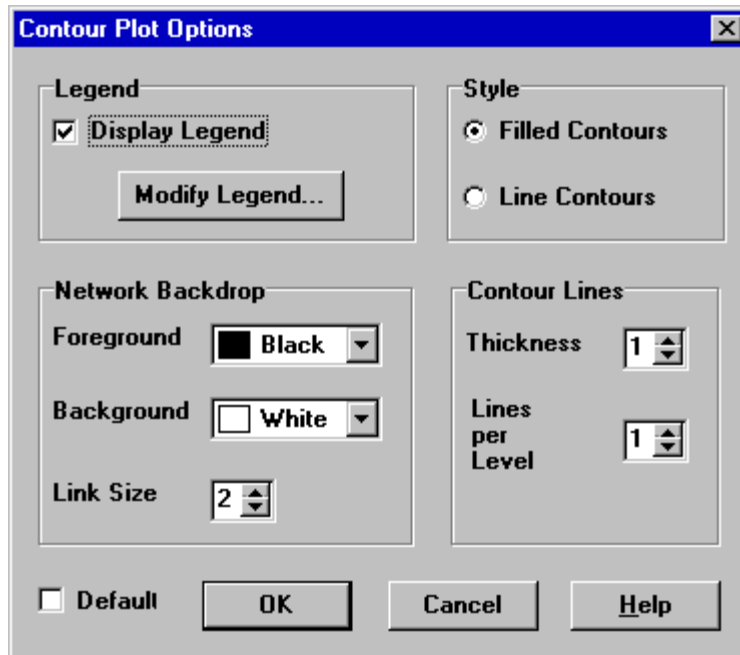 Contour Plot Options
Legend
Display Legend
Modify Legend...
Style
Filled Contours
Line Contours
Network Backdrop
Foreground
Black
Background
White
Link Size
2
Contour Lines
Thickness
1
Lines
per
Level
1
Default
OK
Cancel
Help